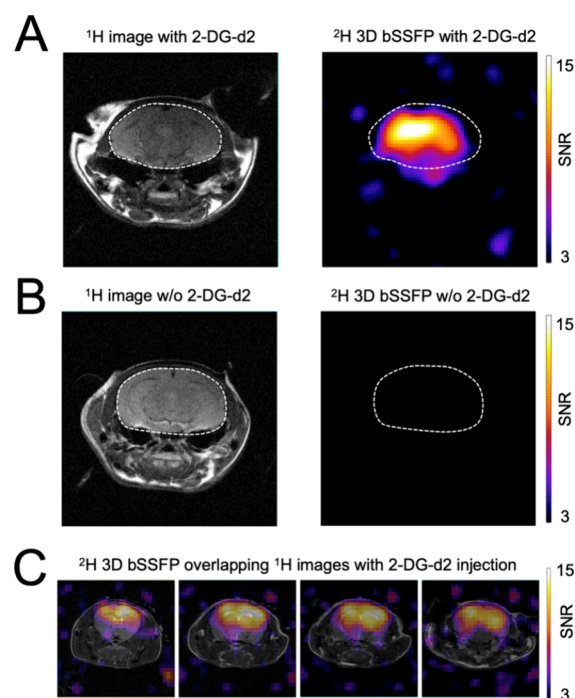 A
¹H image with 2-DG-d2
²H 3D bSSFP with 2-DG-d2
15
SNR
3
B
¹H image w/o 2-DG-d2
²H 3D bSSFP w/o 2-DG-d2
15
SNR
3
C
²H 3D bSSFP overlapping ¹H images with 2-DG-d2 injection
15
SNR
3